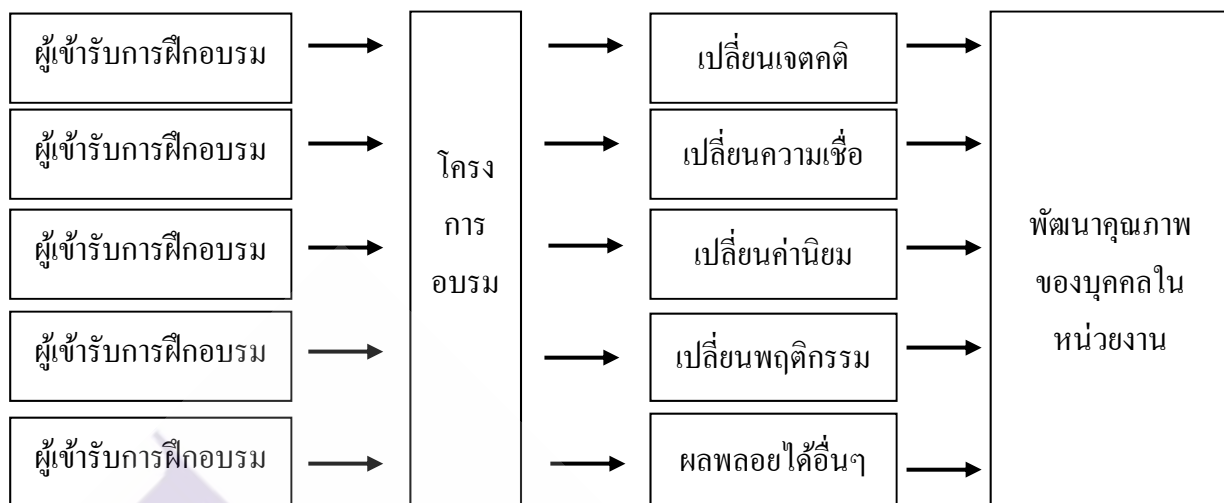 ผู้เข้ารับการฝึกอบรม
ผู้เข้ารับการฝึกอบรม
ผู้เข้ารับการฝึกอบรม
ผู้เข้ารับการฝึกอบรม
ผู้เข้ารับการฝึกอบรม
โครง
การ
อบรม
เปลี่ยนเจตคติ
เปลี่ยนความเชื่อ
เปลี่ยนค่านิยม
เปลี่ยนพฤติกรรม
ผลพลอยได้อื่นๆ
พัฒนาคุณภาพ
ของบุคคลใน
หน่วยงาน